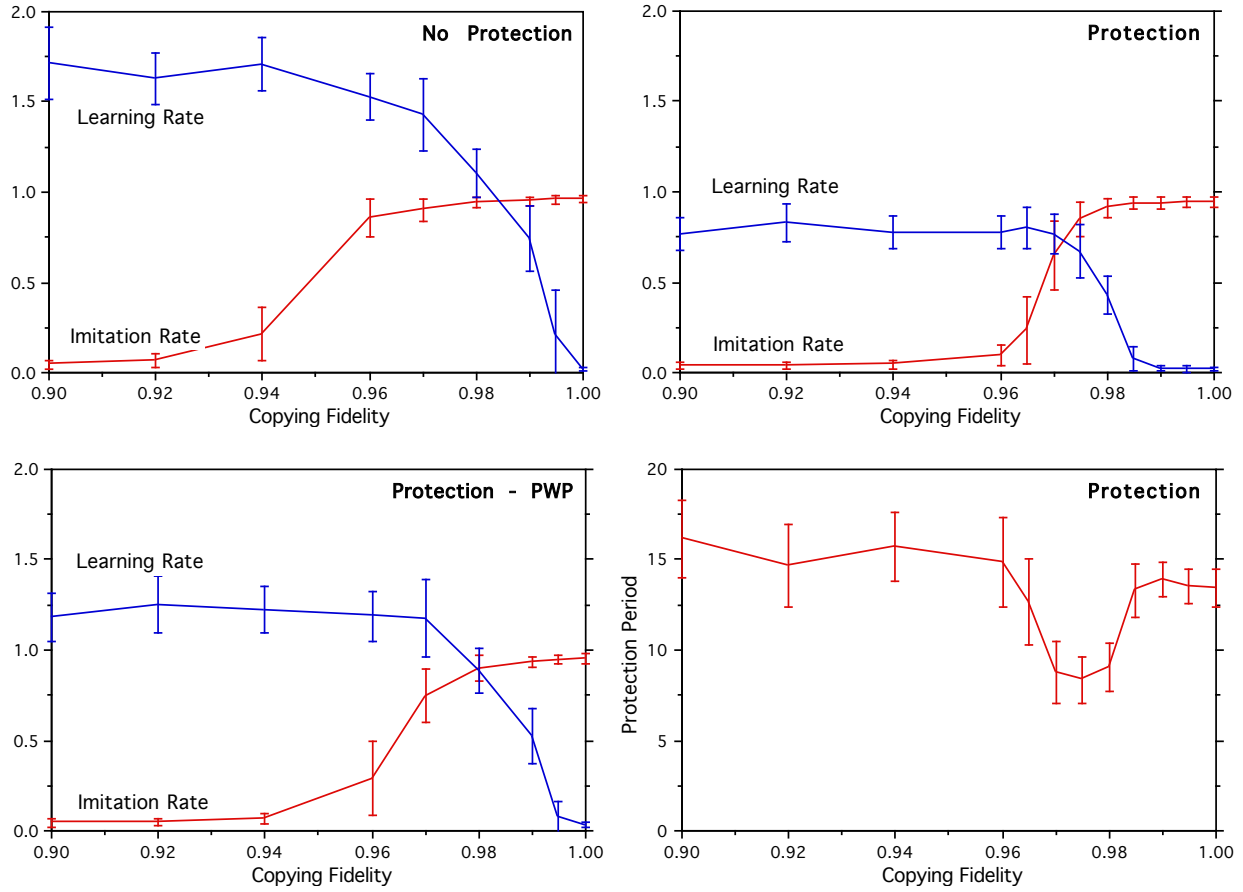 No Protection
2.0
1.5
1.0
0.5
0.0
Learning Rate
Imitation Rate
0.90
0.92
0.94
0.96
0.98
1.00
Copying Fidelity
Protection
2.0
1.5
1.0
0.5
0.0
Learning Rate
Imitation Rate
0.90
0.92
0.94
0.96
0.98
1.00
Copying Fidelity
Protection - PWP
2.0
1.5
1.0
0.5
0.0
Learning Rate
Imitation Rate
0.90
0.92
0.94
0.96
0.98
1.00
Copying Fidelity
Protection
20
15
10
5
0
Protection Period
0.90
0.92
0.94
0.96
0.98
1.00
Copying Fidelity